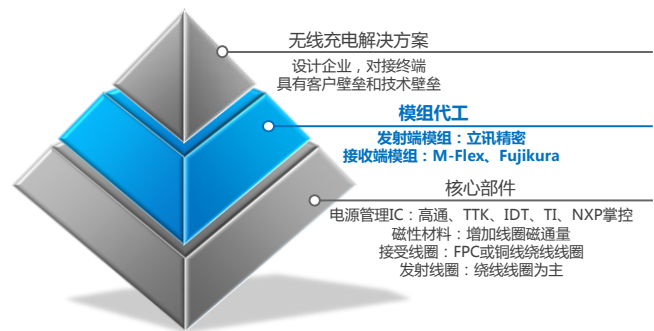 无线充电解决方案
设计企业，对接终端
具有客户壁垒和技术壁垒
模组代工
发射端模组：立讯精密
接收端模组：M-Flex、Fujikura
核心部件
电源管理IC：高通、TTK、IDT、TI、NXP掌控
磁性材料：增加线圈磁通量
接受线圈：FPC或铜线绕线线圈
发射线圈：绕线线圈为主